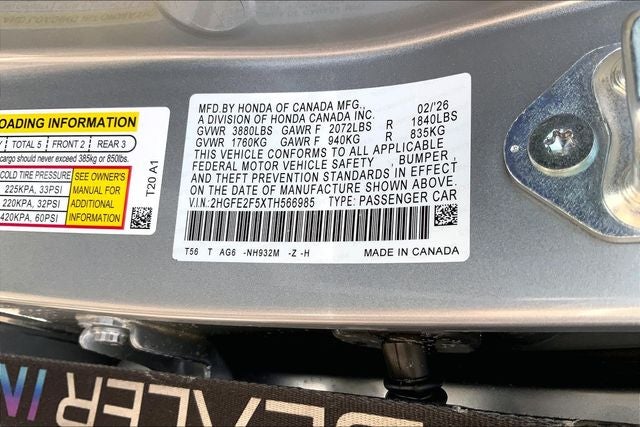 OADING INFORMATION
TOTAL 5 FRONT 2 REAR 3
cargo should never exceed 385kg or 850lbs.
COLD TIRE PRESSURE
225KPA, 33PSI
220KPA, 32PSI
420KPA, 60PSI
SEE OWNER'S
MANUAL FOR
ADDITIONAL
INFORMATION
T20 A1
MFD.BY HONDA OF CANADA MFG., 02/'26
A DIVISION OF HONDA CANADA INC.
GVWR 3880LBS GAWR F 2072LBS R 1840LBS
GVWR 1760KG GAWR F 940KG R 835KG
THIS VEHICLE CONFORMS TO ALL APPLICABLE
FEDERAL MOTOR VEHICLE SAFETY , BUMPER,
AND THEFT PREVENTION STANDARDS IN EFFECT
ON THE DATE OF MANUFACTURE SHOWN ABOVE.
V.I.N.:2HGFE2F5XTH566985 TYPE: PASSENGER CAR
T56 T AG6 -NH932M -Z -H MADE IN CANADA
DEALER IN